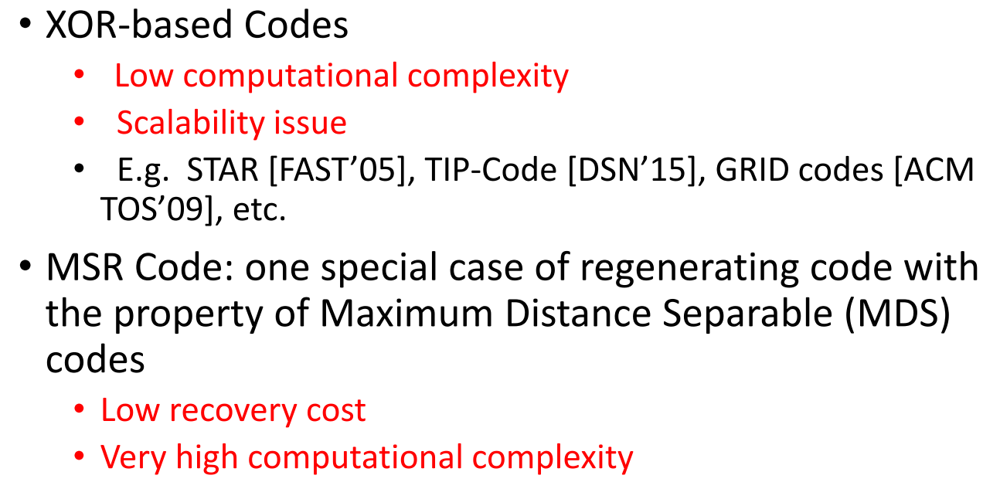 • XOR-based Codes
• Low computational complexity
• Scalability issue
• E.g. STAR [FAST’05], TIP-Code [DSN’15], GRID codes [ACM
TOS’09], etc.
• MSR Code: one special case of regenerating code with
the property of Maximum Distance Separable (MDS)
codes
• Low recovery cost
• Very high computational complexity